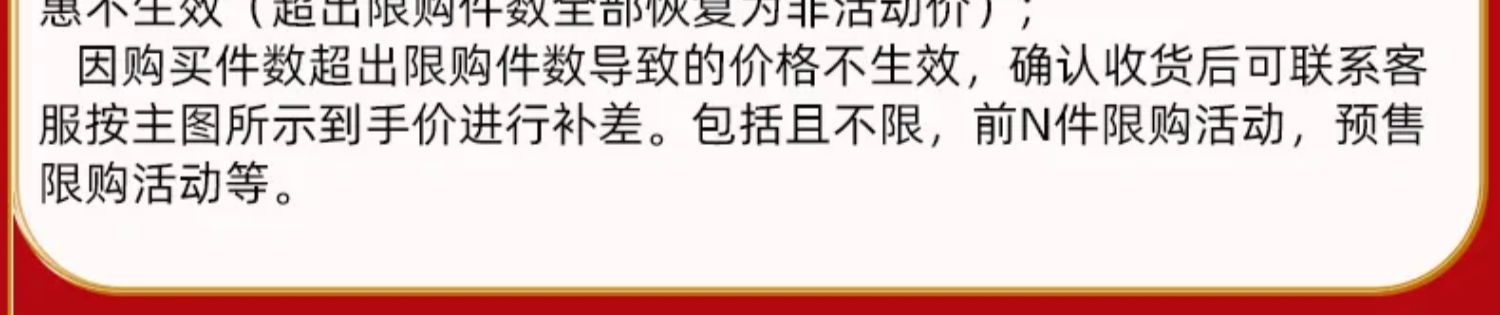 惠不生效（超出限购件数全部恢复为非活动价）；
因购买件数超出限购件数导致的价格不生效，确认收货后可联系客
服按主图所示到手价进行补差。包括且不限，前N件限购活动，预售
限购活动等。